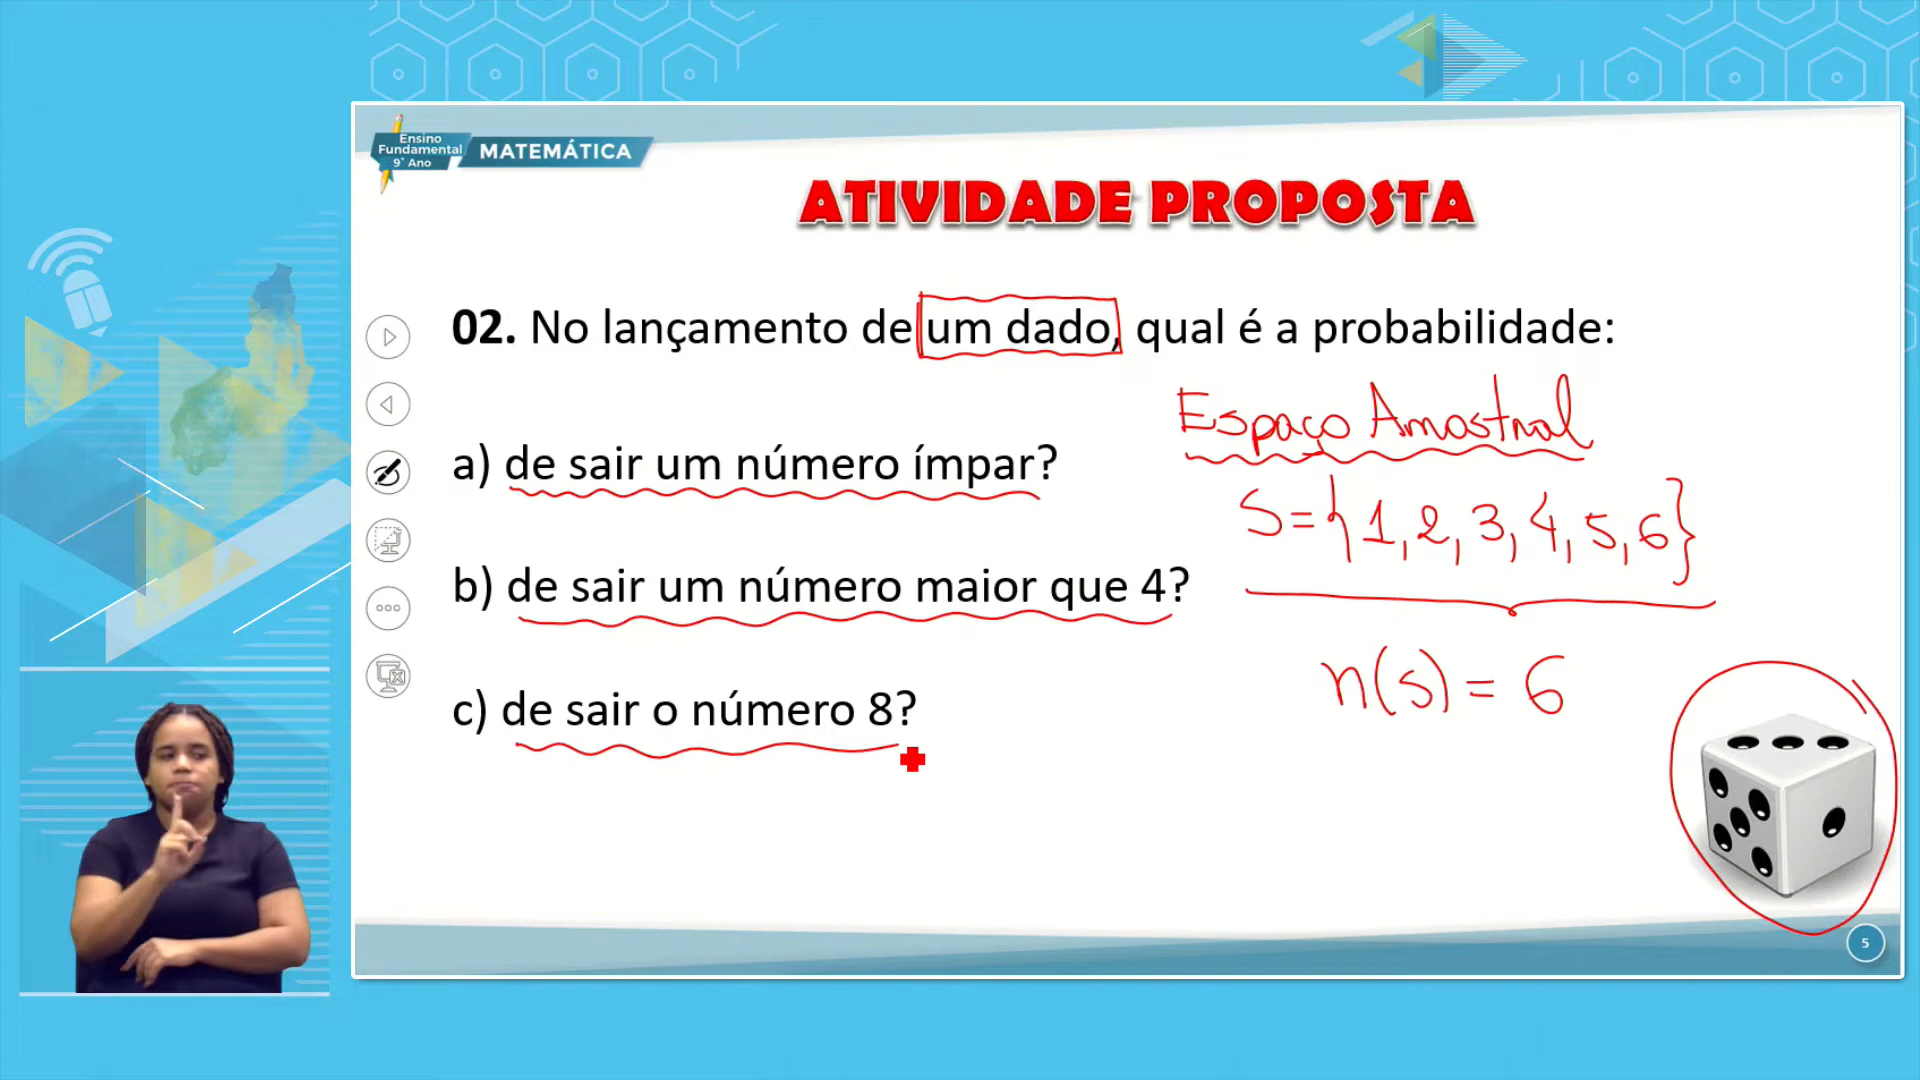 Ensino
Fundamental
9° Ano
MATEMÁTICA
ATIVIDADE PROPOSTA
02. No lançamento de um dado, qual é a probabilidade:
Espaço Amostral
a) de sair um número ímpar?
S={1,2,3,4,5,6}
b) de sair um número maior que 4?
n(s) = 6
c) de sair o número 8?
5